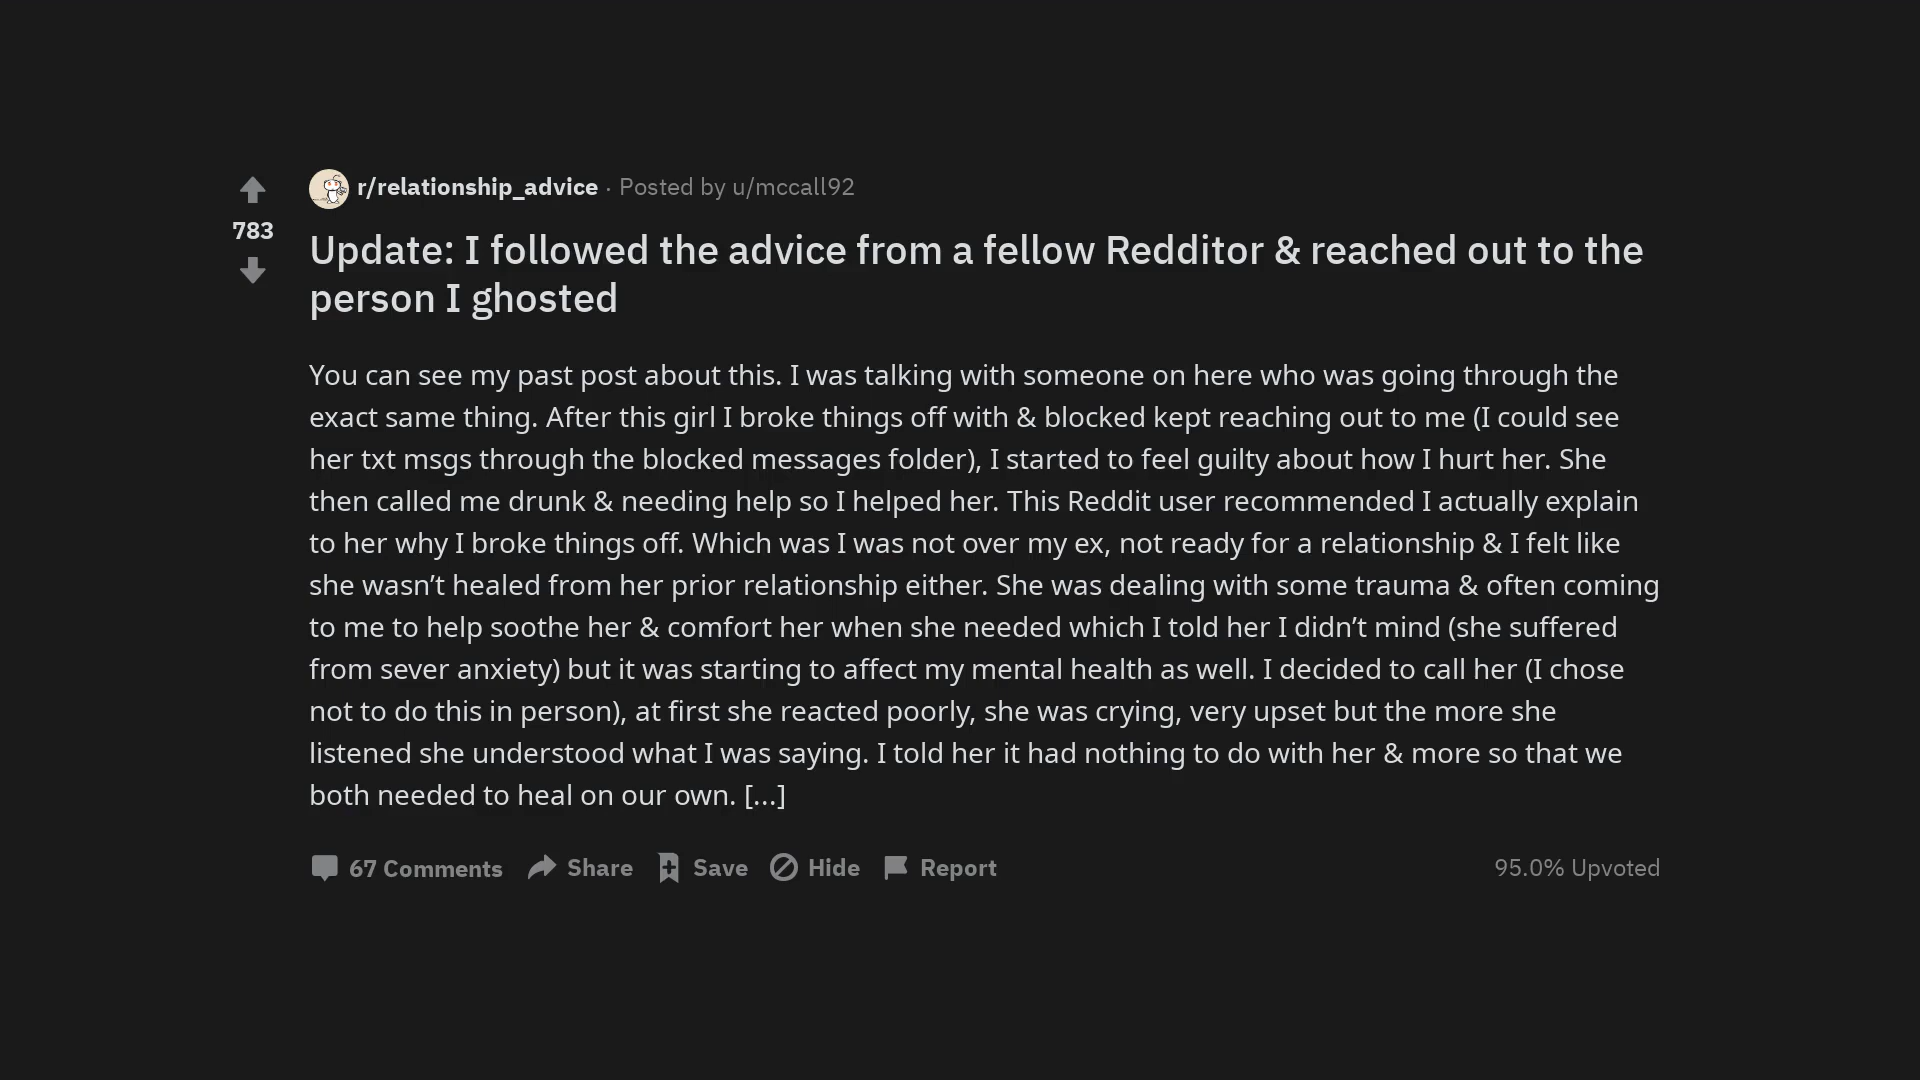 r/relationship_advice · Posted by u/mccall92
783
Update: I followed the advice from a fellow Redditor & reached out to the
person I ghosted
You can see my past post about this. I was talking with someone on here who was going through the
exact same thing. After this girl I broke things off with & blocked kept reaching out to me (I could see
her txt msgs through the blocked messages folder), I started to feel guilty about how I hurt her. She
then called me drunk & needing help so I helped her. This Reddit user recommended I actually explain
to her why I broke things off. Which was I was not over my ex, not ready for a relationship & I felt like
she wasn’t healed from her prior relationship either. She was dealing with some trauma & often coming
to me to help soothe her & comfort her when she needed which I told her I didn’t mind (she suffered
from sever anxiety) but it was starting to affect my mental health as well. I decided to call her (I chose
not to do this in person), at first she reacted poorly, she was crying, very upset but the more she
listened she understood what I was saying. I told her it had nothing to do with her & more so that we
both needed to heal on our own. [...]
67 Comments Share Save Hide Report 95.0% Upvoted